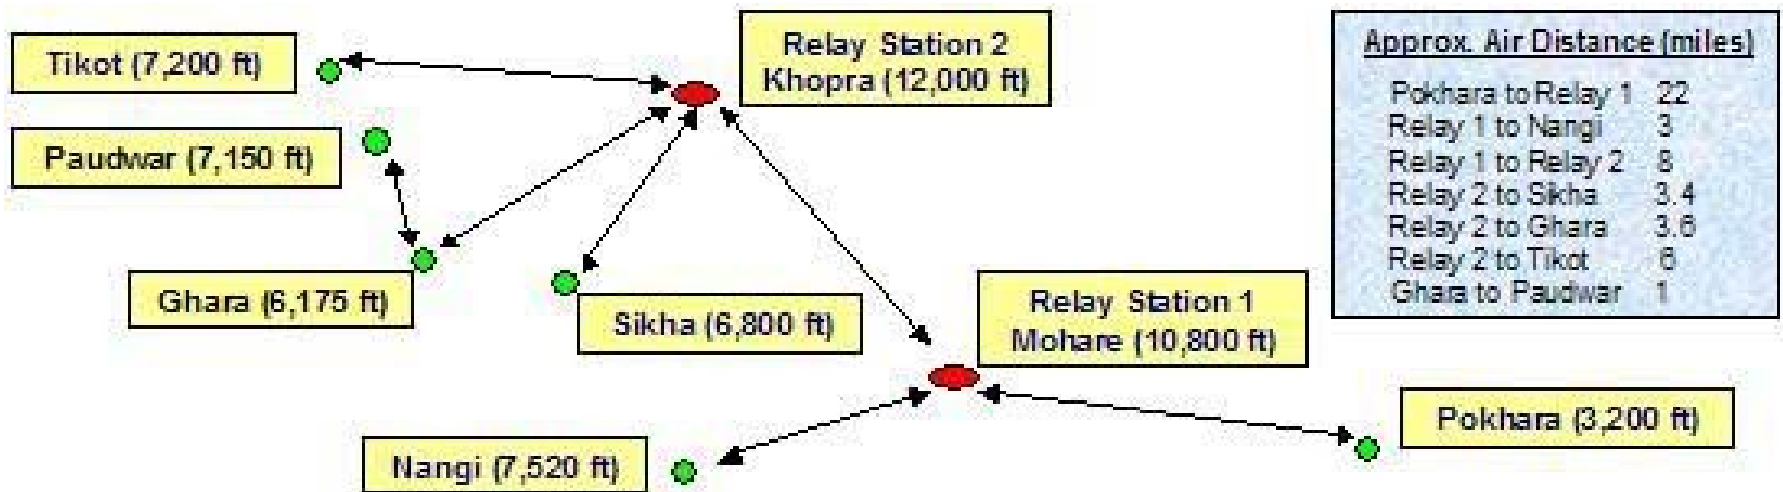 Tikot (7,200 ft)
Relay Station 2
Khopra (12,000 ft)
Paudwar (7,150 ft)
Ghara (6,175 ft)
Sikha (6,800 ft)
Relay Station 1
Mohare (10,800 ft)
Nangi (7,520 ft)
Pokhara (3,200 ft)
Approx. Air Distance (miles)
Pokhara to Relay 1 22
Relay 1 to Nangi 3
Relay 1 to Relay 2 8
Relay 2 to Sikha 3.4
Relay 2 to Ghara 3.6
Relay 2 to Tikot 6
Ghara to Paudwar 1